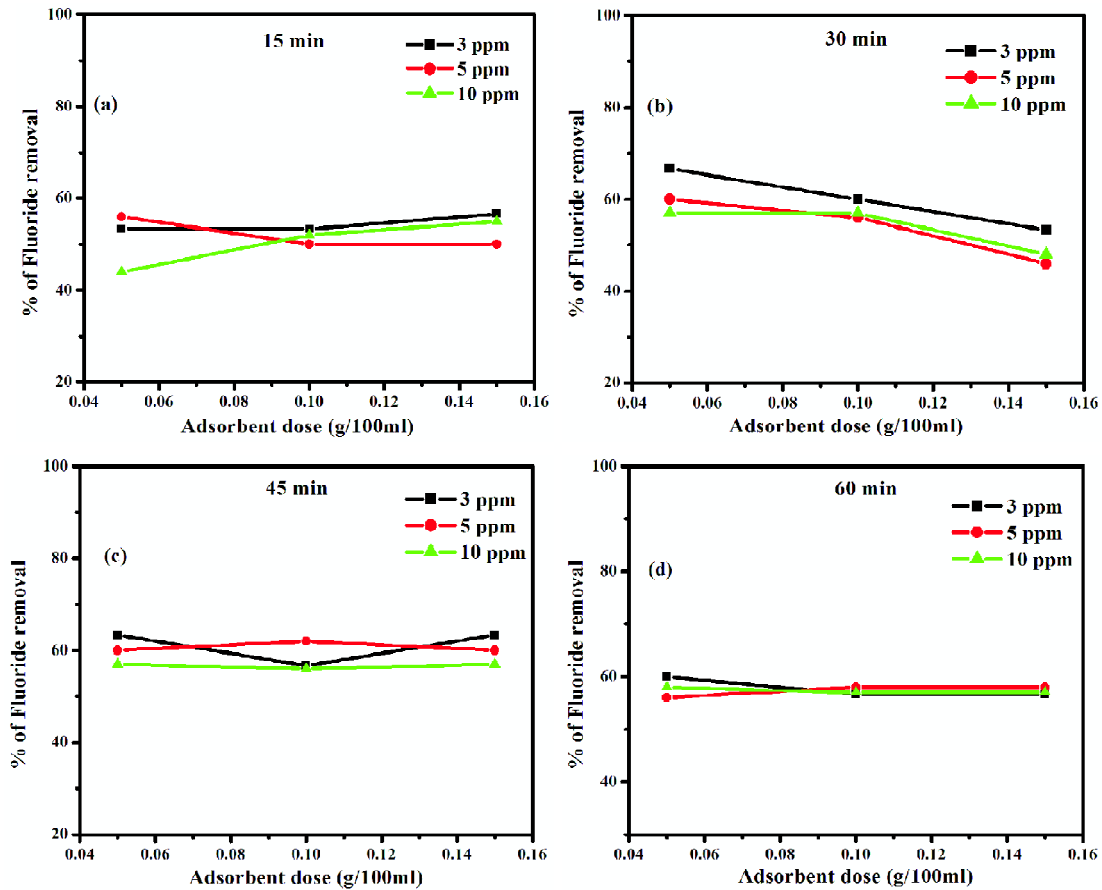 15 min
3 ppm
5 ppm
10 ppm
(a)
% of Fluoride removal
100
80
60
40
20
0.04 0.06 0.08 0.10 0.12 0.14 0.16
Adsorbent dose (g/100ml)
30 min
3 ppm
5 ppm
10 ppm
(b)
% of Fluoride removal
100
80
60
40
20
0.04 0.06 0.08 0.10 0.12 0.14 0.16
Adsorbent dose (g/100ml)
45 min
3 ppm
5 ppm
10 ppm
(c)
% of Fluoride removal
100
80
60
40
20
0.04 0.06 0.08 0.10 0.12 0.14 0.16
Adsorbent dose (g/100ml)
60 min
3 ppm
5 ppm
10 ppm
(d)
% of Fluoride removal
100
80
60
40
0.04 0.06 0.08 0.10 0.12 0.14 0.16
Adsorbent dose (g/100ml)